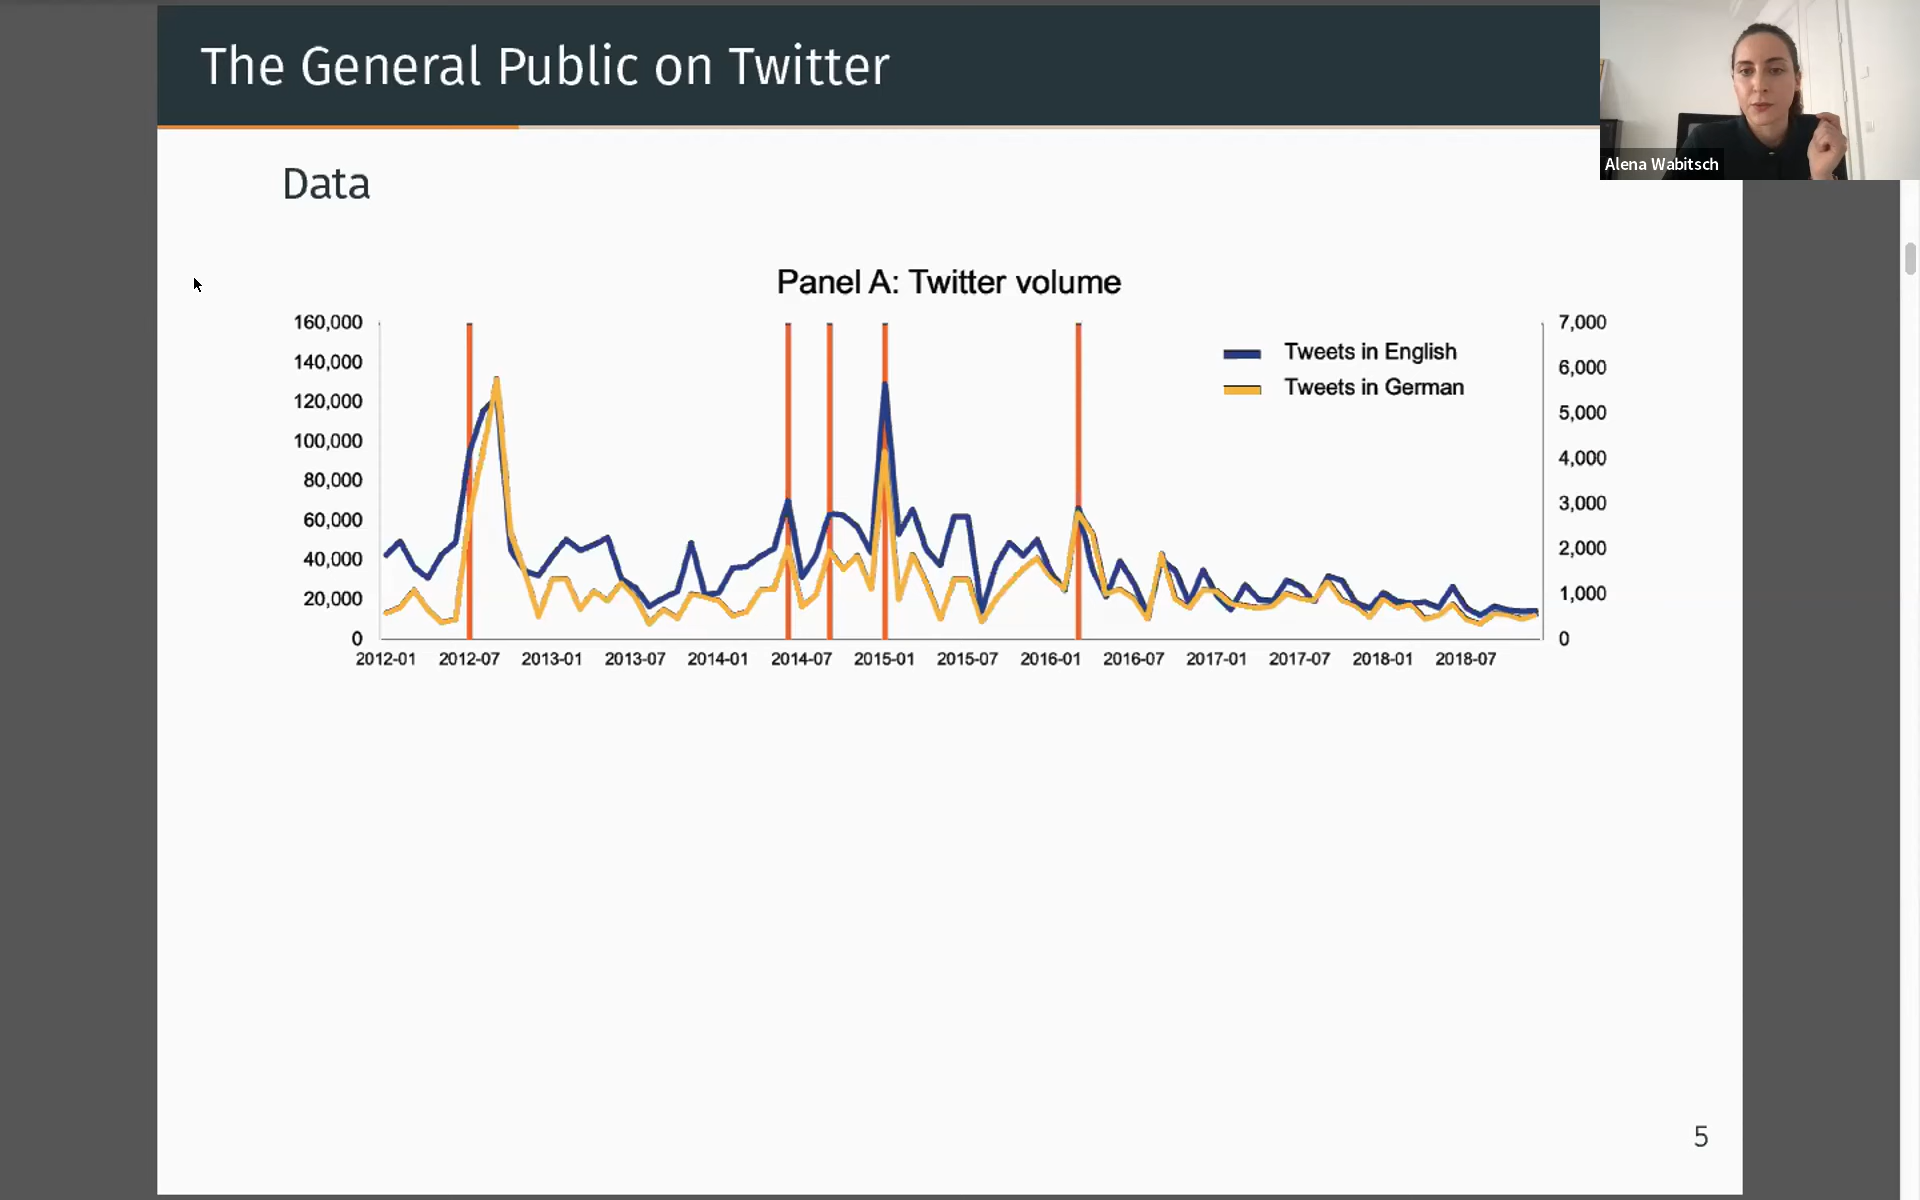 The General Public on Twitter
Alena Wabitsch
Data
Panel A: Twitter volume
160,000
140,000
120,000
100,000
80,000
60,000
40,000
20,000
0
7,000
6,000
5,000
4,000
3,000
2,000
1,000
0
Tweets in English
Tweets in German
2012-01 2012-07 2013-01 2013-07 2014-01 2014-07 2015-01 2015-07 2016-01 2016-07 2017-01 2017-07 2018-01 2018-07
5